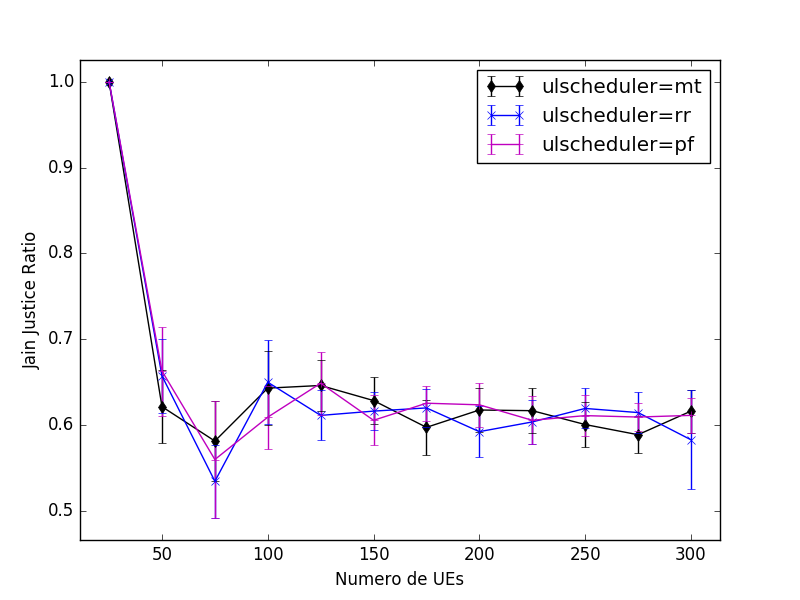 1.0
0.9
0.8
0.7
0.6
0.5
Jain Justice Ratio
ulscheduler=mt
ulscheduler=rr
ulscheduler=pf
50 100 150 200 250 300
Numero de UEs